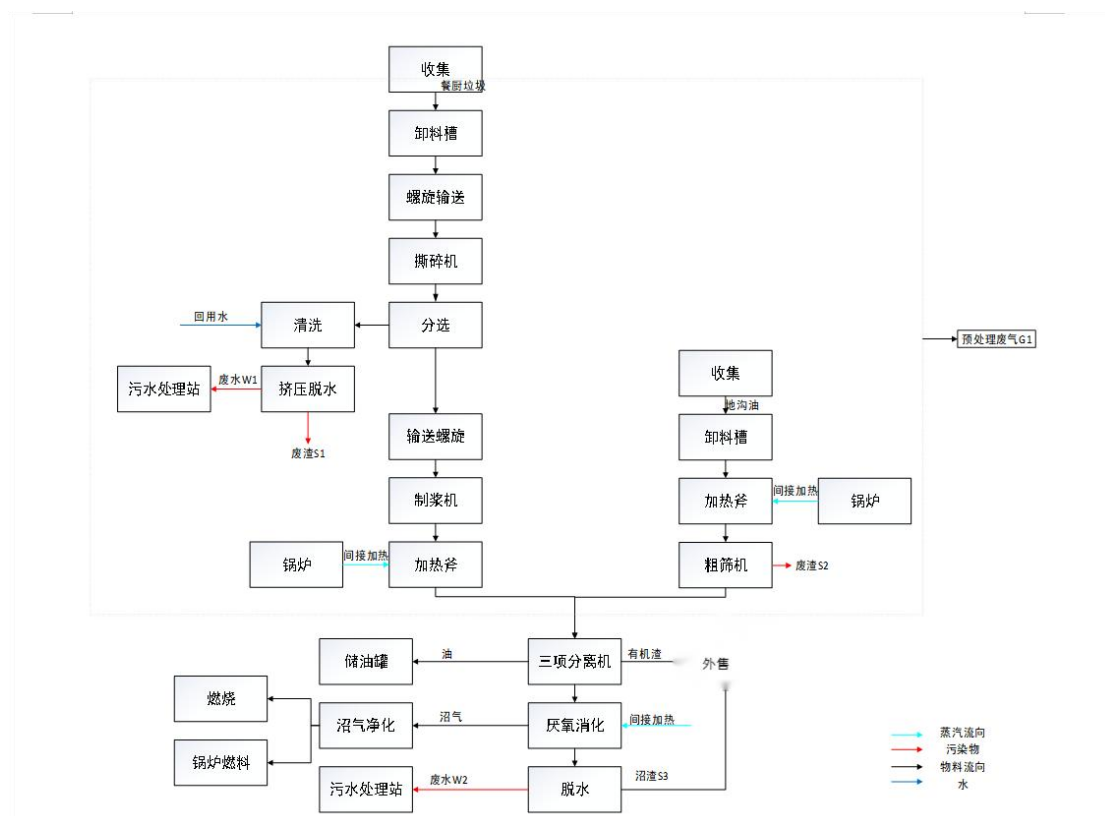 收集
餐厨垃圾
卸料槽
螺旋输送
撕碎机
回用水
清洗
分选
预处理废气G1
污水处理站
废水W1
挤压脱水
废渣S1
收集
地沟油
卸料槽
输送螺旋
制浆机
加热斧
间接加热
锅炉
锅炉
间接加热
加热斧
粗筛机
废渣S2
储油罐
油
三项分离机
有机渣
外售
燃烧
沼气净化
沼气
厌氧消化
间接加热
锅炉燃料
污水处理站
废水W2
脱水
沼渣S3
蒸汽流向
污染物
物料流向
水